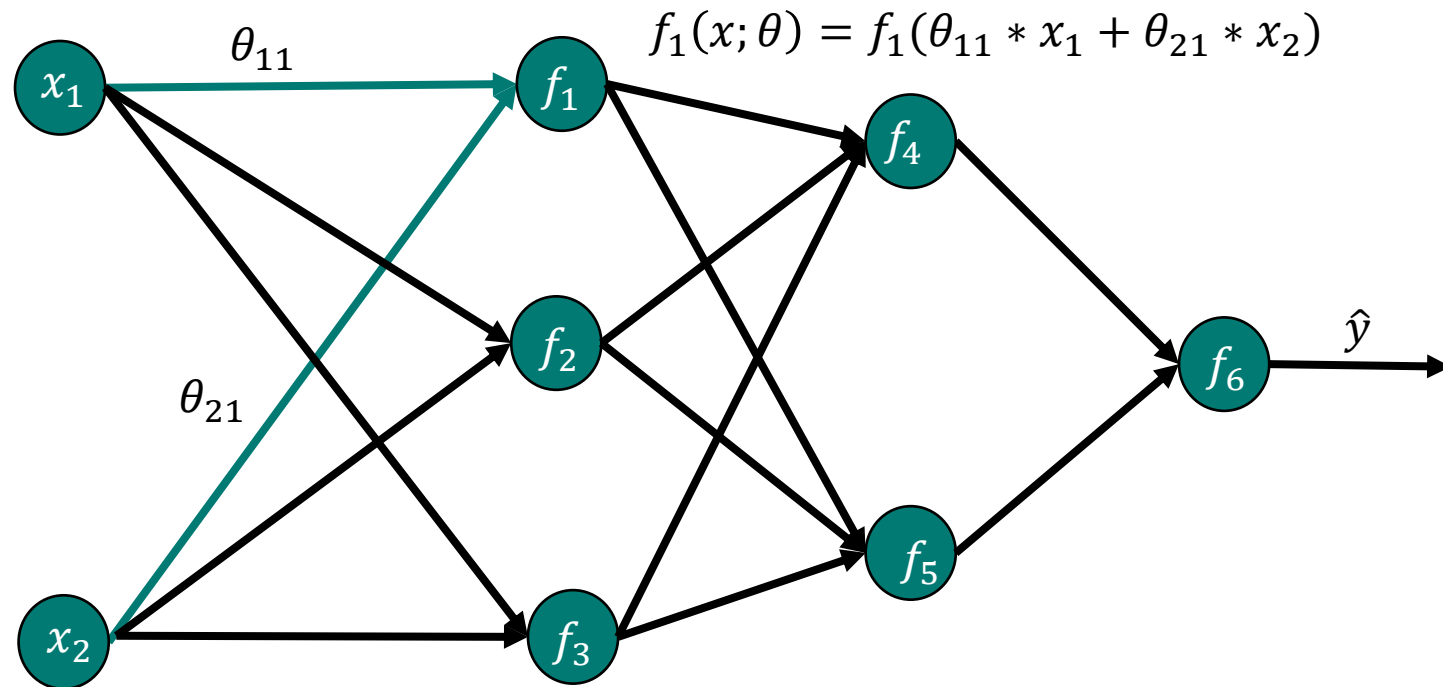 θ₁₁
f₁(x; θ) = f₁(θ₁₁ * x₁ + θ₂₁ * x₂)
x₁
f₁
f₄
f₂
ŷ
f₆
θ₂₁
f₅
x₂
f₃